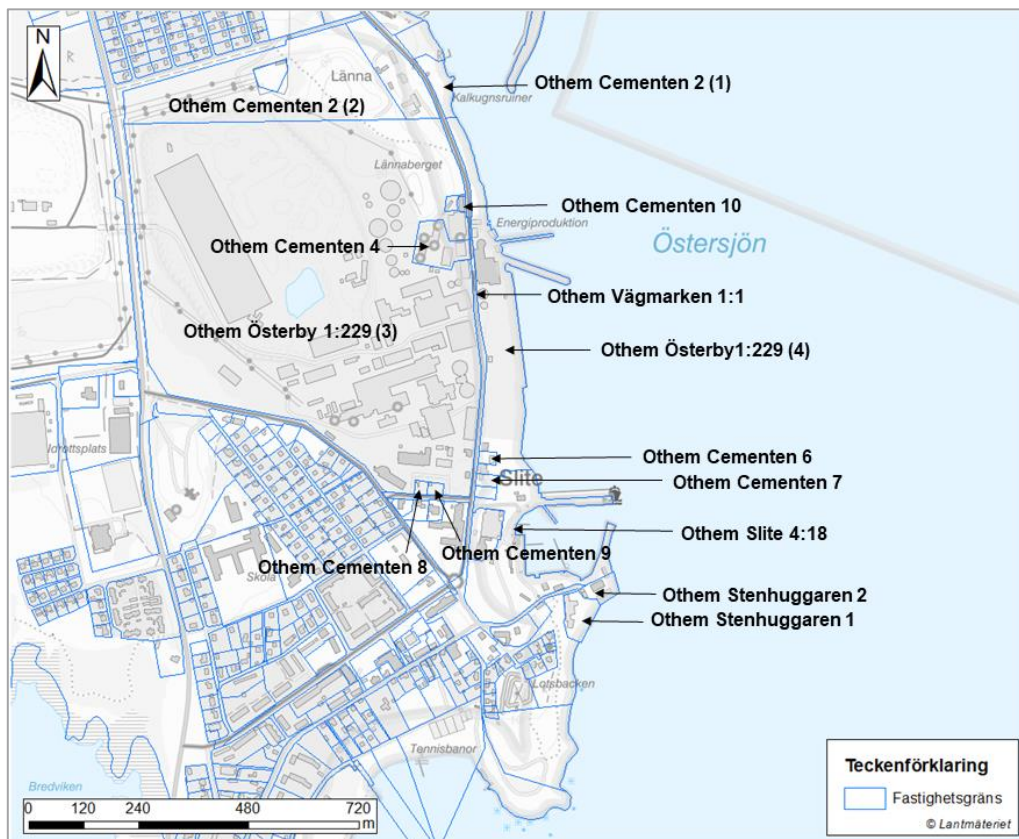 N
Länna
Othem Cementen 2 (1)
Kalkugnsruiner
Othem Cementen 2 (2)
Lännaberget
Othem Cementen 10
Energiproduktion
Othem Cementen 4
Östersjön
Othem Vägmarken 1:1
Othem Österby 1:229 (3)
Othem Österby1:229 (4)
Idrottsplats
Othem Cementen 6
Slite
Othem Cementen 7
Othem Slite 4:18
Othem Cementen 9
Othem Cementen 8
Skola
Othem Stenhuggaren 2
Othem Stenhuggaren 1
Lotsbacken
Tennisbanor
Bredviken
Teckenförklaring
Fastighetsgräns
© Lantmäteriet
0 120 240 480 720
m